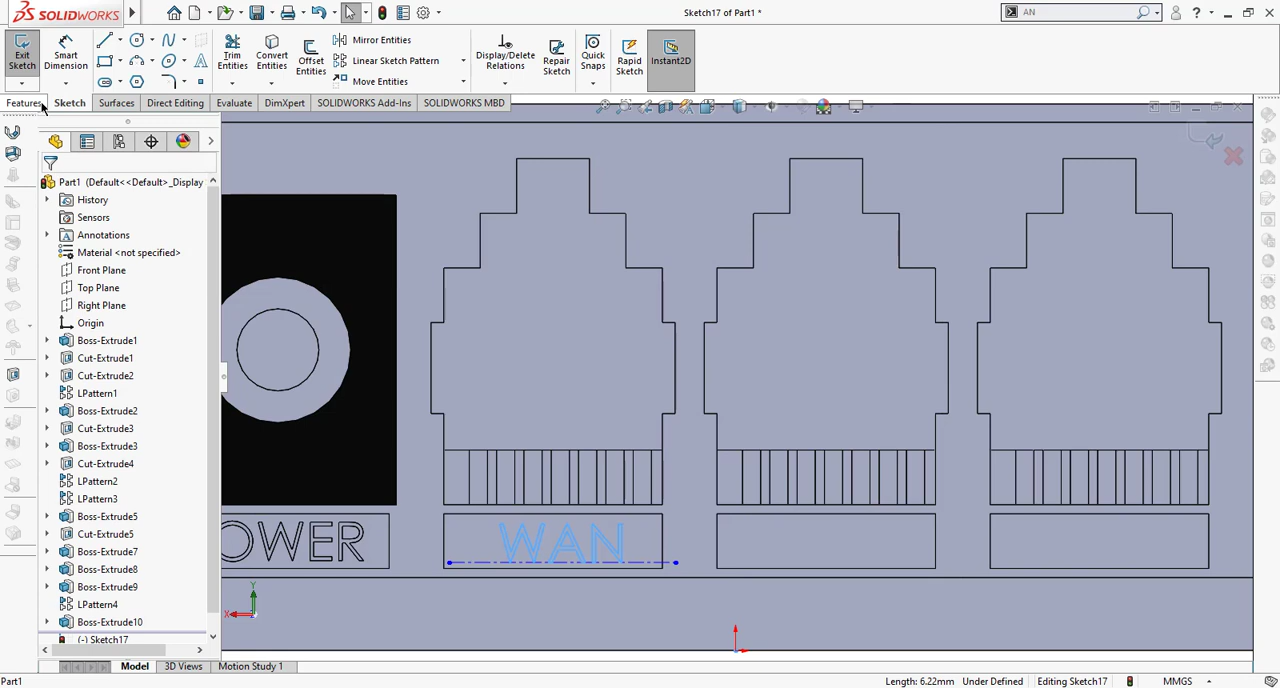 SOLIDWORKS
Sketch17 of Part1 *
AN
Exit Sketch
Smart Dimension
Trim Entities
Convert Entities
Offset Entities
Mirror Entities
Linear Sketch Pattern
Move Entities
Display/Delete Relations
Repair Sketch
Quick Snaps
Rapid Sketch
Instant2D
Features
Sketch
Surfaces
Direct Editing
Evaluate
DimXpert
SOLIDWORKS Add-Ins
SOLIDWORKS MBD
Part1 (Default<<Default>_Display
History
Sensors
Annotations
Material <not specified>
Front Plane
Top Plane
Right Plane
Origin
Boss-Extrude1
Cut-Extrude1
Cut-Extrude2
LPattern1
Boss-Extrude2
Cut-Extrude3
Boss-Extrude3
Cut-Extrude4
LPattern2
LPattern3
Boss-Extrude5
Cut-Extrude5
Boss-Extrude7
Boss-Extrude8
Boss-Extrude9
LPattern4
Boss-Extrude10
(-) Sketch17
OWER
WAN
Y
X
Model
3D Views
Motion Study 1
Part1
Length: 6.22mm
Under Defined
Editing Sketch17
MMGS